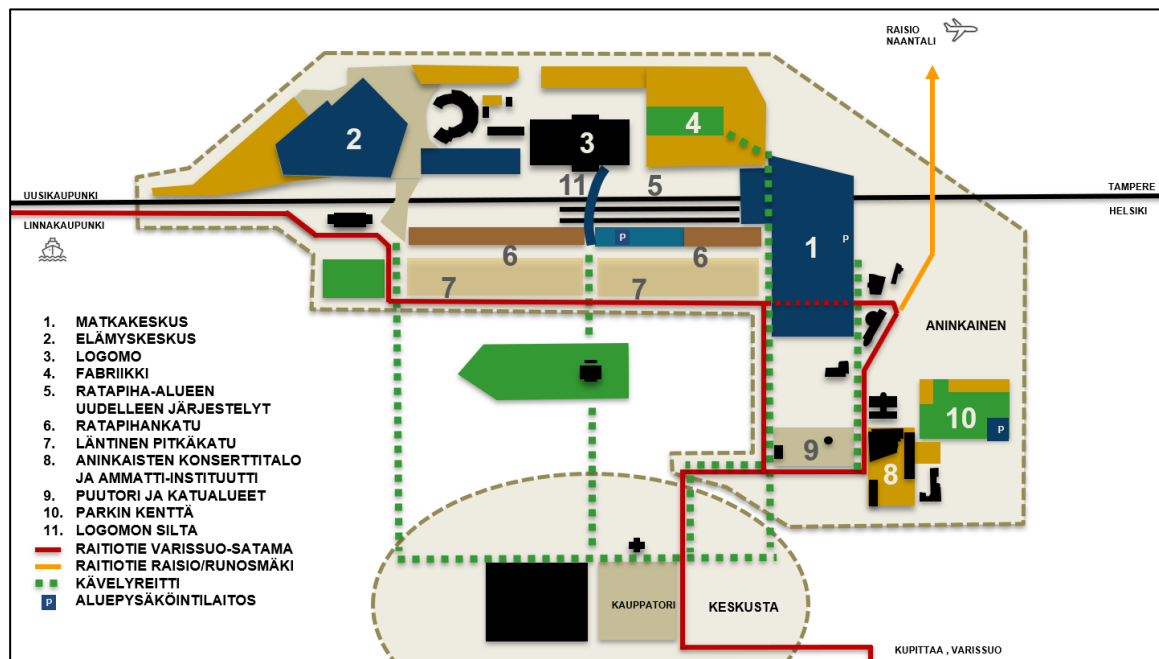 RAISIO
NAANTALI
2
3
4
11
5
UUSIKAUPUNKI
TAMPERE
LINNAKAUPUNKI
HELSIKI
P
6
6
1
P
7
7
ANINKAINEN
1. MATKAKESKUS
2. ELÄMYSKESKUS
3. LOGOMO
4. FABRIIKKI
5. RATAPIHA-ALUEEN
UUDELLEEN JÄRJESTELYT
6. RATAPIHANKATU
7. LÄNTINEN PITKÄKATU
8. ANINKAISTEN KONSERTTITALO
JA AMMATTI-INSTITUUTTI
9. PUUTORI JA KATUALUEET
10. PARKIN KENTTÄ
11. LOGOMON SILTA
RAITIOTIE VARISSUO-SATAMA
RAITIOTIE RAISIO/RUNOSMÄKI
KÄVELYREITTI
P ALUEPYSÄKÖINTILAITOS
10
P
9
8
KAUPPATORI
KESKUSTA
KUPITTAA , VARISSUO